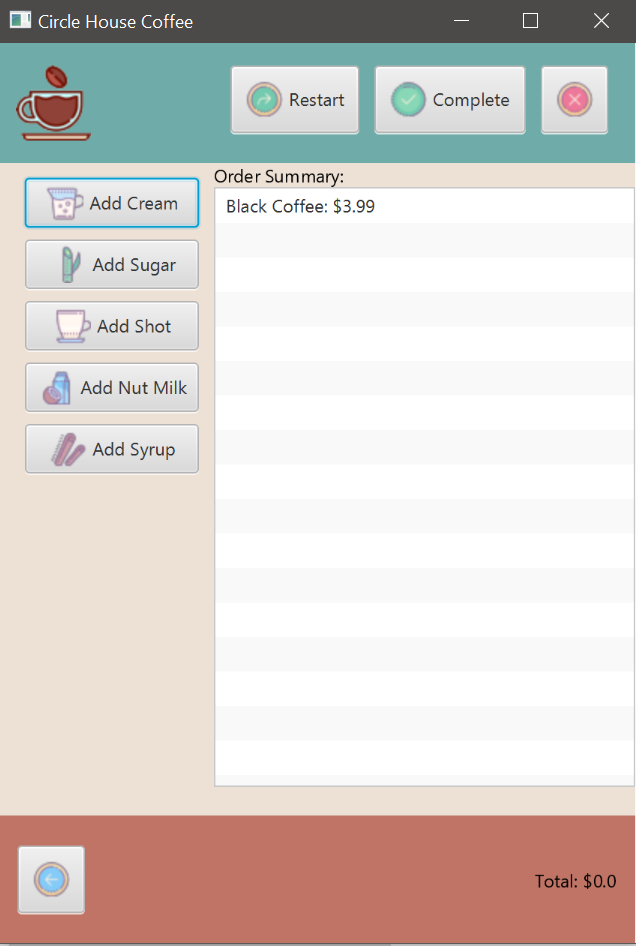 Circle House Coffee
Restart
Complete
Add Cream
Add Sugar
Add Shot
Add Nut Milk
Add Syrup
Order Summary:
Black Coffee: $3.99
Total: $0.0